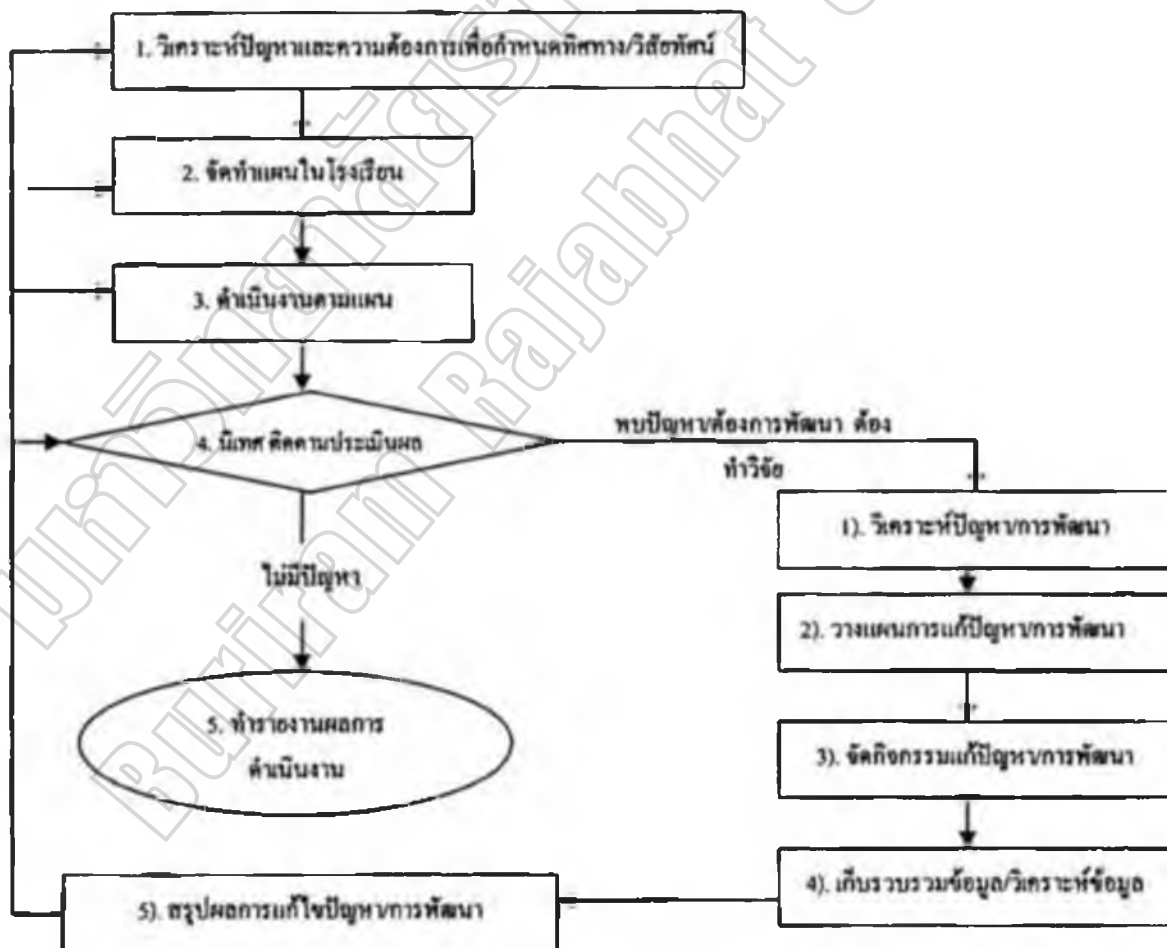 1. วิเคราะห์ปัญหาและความต้องการเพื่อกำหนดทิศทาง/วิสัยทัศน์
2. จัดทำแผนในโรงเรียน
3. ดำเนินงานตามแผน
4. นิเทศ ติดตามประเมินผล
พบปัญหา/ต้องการพัฒนา ต้อง
ทำวิจัย
1). วิเคราะห์ปัญหา/การพัฒนา
ไม่มีปัญหา
2). วางแผนการแก้ปัญหา/การพัฒนา
5. ทำรายงานผลการ
ดำเนินงาน
3). จัดกิจกรรมแก้ปัญหา/การพัฒนา
4). เก็บรวบรวมข้อมูล/วิเคราะห์ข้อมูล
5). สรุปผลการแก้ไขปัญหา/การพัฒนา
Buriram Rajabhat